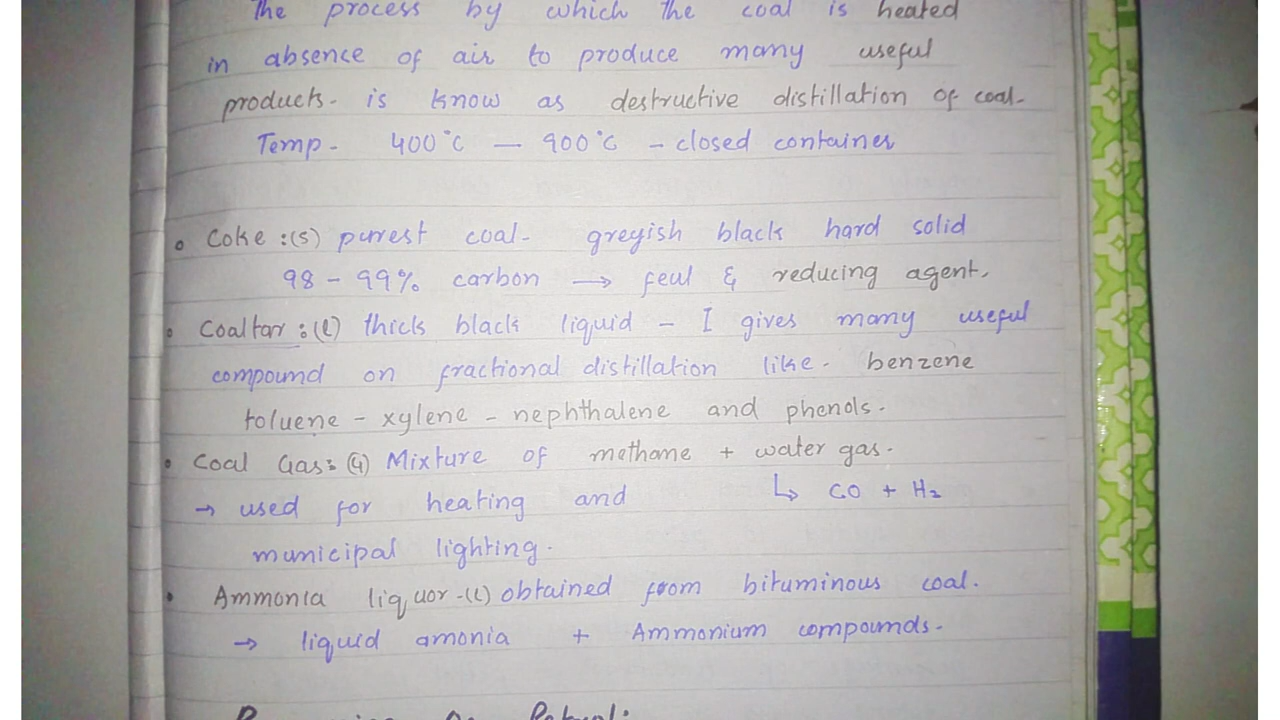 The process by which the coal is heated
in absence of air to produce many useful
products. is know as destructive distillation of coal.
Temp. 400°C — 900°C - closed container
• Coke :(s) purest coal. greyish black hard solid
98 - 99% carbon → feul & reducing agent.
• Coaltar :(l) thick black liquid - I gives many useful
compound on fractional distillation like. benzene
toluene - xylene - nephthalene and phenols.
• Coal Gas: (G) Mixture of methane + water gas.
→ used for heating and ↳ CO + H₂
municipal lighting.
• Ammonia liquor -(l) obtained from bituminous coal.
→ liquid amonia + Ammonium compounds.